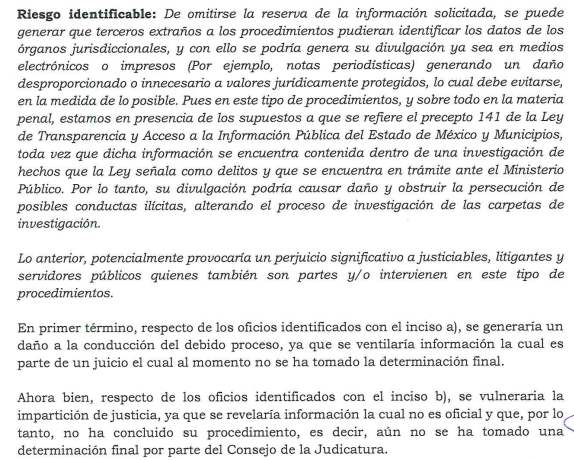 Riesgo identificable: De omitirse la reserva de la información solicitada, se puede
generar que terceros extraños a los procedimientos pudieran identificar los datos de los
órganos jurisdiccionales, y con ello se podría genera su divulgación ya sea en medios
electrónicos o impresos (Por ejemplo, notas periodísticas) generando un daño
desproporcionado o innecesario a valores jurídicamente protegidos, lo cual debe evitarse,
en la medida de lo posible. Pues en este tipo de procedimientos, y sobre todo en la materia
penal, estamos en presencia de los supuestos a que se refiere el precepto 141 de la Ley
de Transparencia y Acceso a la Información Pública del Estado de México y Municipios,
toda vez que dicha información se encuentra contenida dentro de una investigación de
hechos que la Ley señala como delitos y que se encuentra en trámite ante el Ministerio
Público. Por lo tanto, su divulgación podría causar daño y obstruir la persecución de
posibles conductas ilícitas, alterando el proceso de investigación de las carpetas de
investigación.
Lo anterior, potencialmente provocaría un perjuicio significativo a justiciables, litigantes y
servidores públicos quienes también son partes y/o intervienen en este tipo de
procedimientos.
En primer término, respecto de los oficios identificados con el inciso a), se generaría un
daño a la conducción del debido proceso, ya que se ventilaría información la cual es
parte de un juicio el cual al momento no se ha tomado la determinación final.
Ahora bien, respecto de los oficios identificados con el inciso b), se vulneraría la
impartición de justicia, ya que se revelaría información la cual no es oficial y que, por lo
tanto, no ha concluido su procedimiento, es decir, aún no se ha tomado una
determinación final por parte del Consejo de la Judicatura.